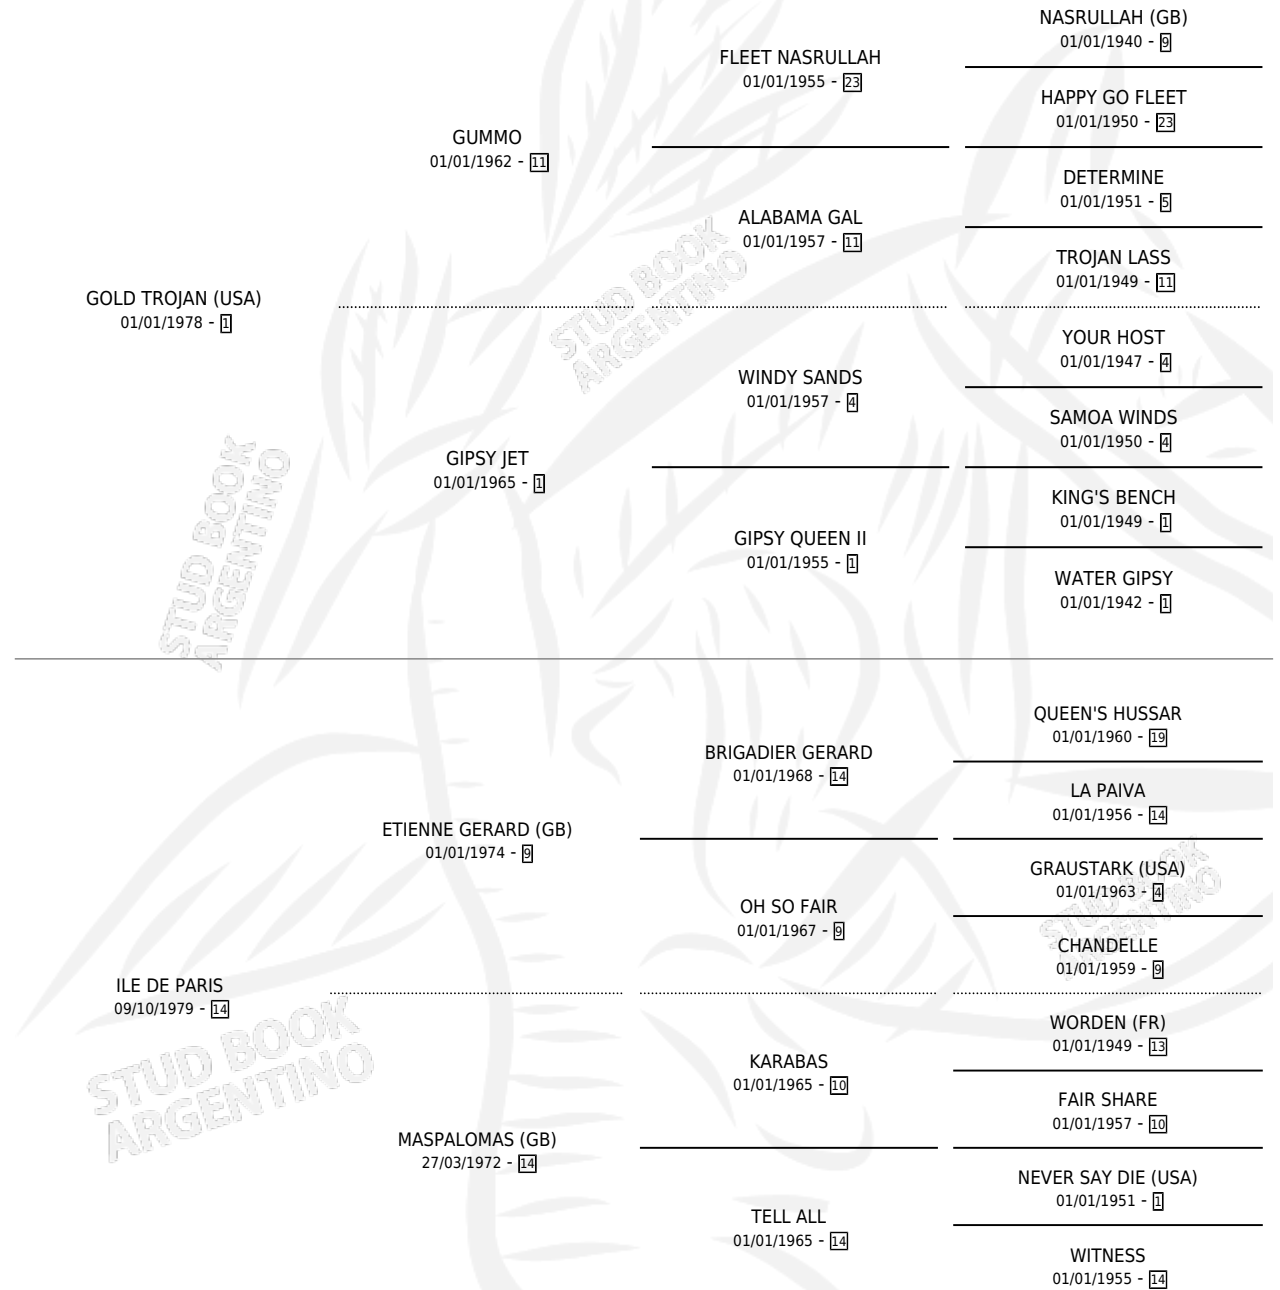 NASRULLAH (GB)
01/01/1940 - 9
FLEET NASRULLAH
01/01/1955 - 23
HAPPY GO FLEET
01/01/1950 - 23
GUMMO
01/01/1962 - 11
DETERMINE
01/01/1951 - 5
ALABAMA GAL
01/01/1957 - 11
TROJAN LASS
01/01/1949 - 11
GOLD TROJAN (USA)
01/01/1978 - 1
YOUR HOST
01/01/1947 - 4
WINDY SANDS
01/01/1957 - 4
SAMOA WINDS
01/01/1950 - 4
GIPSY JET
01/01/1965 - 1
KING'S BENCH
01/01/1949 - 1
GIPSY QUEEN II
01/01/1955 - 1
WATER GIPSY
01/01/1942 - 1
STUD BOOK
ARGENTINO
STUD BOOK
ARGENTINO
QUEEN'S HUSSAR
01/01/1960 - 19
BRIGADIER GERARD
01/01/1968 - 14
LA PAIVA
01/01/1956 - 14
ETIENNE GERARD (GB)
01/01/1974 - 9
GRAUSTARK (USA)
01/01/1963 - 4
OH SO FAIR
01/01/1967 - 9
CHANDELLE
01/01/1959 - 9
STUD BOOK
ARGENTINO
ILE DE PARIS
09/10/1979 - 14
WORDEN (FR)
01/01/1949 - 13
KARABAS
01/01/1965 - 10
FAIR SHARE
01/01/1957 - 10
STUD BOOK
ARGENTINO
MASPALOMAS (GB)
27/03/1972 - 14
NEVER SAY DIE (USA)
01/01/1951 - 1
TELL ALL
01/01/1965 - 14
WITNESS
01/01/1955 - 14